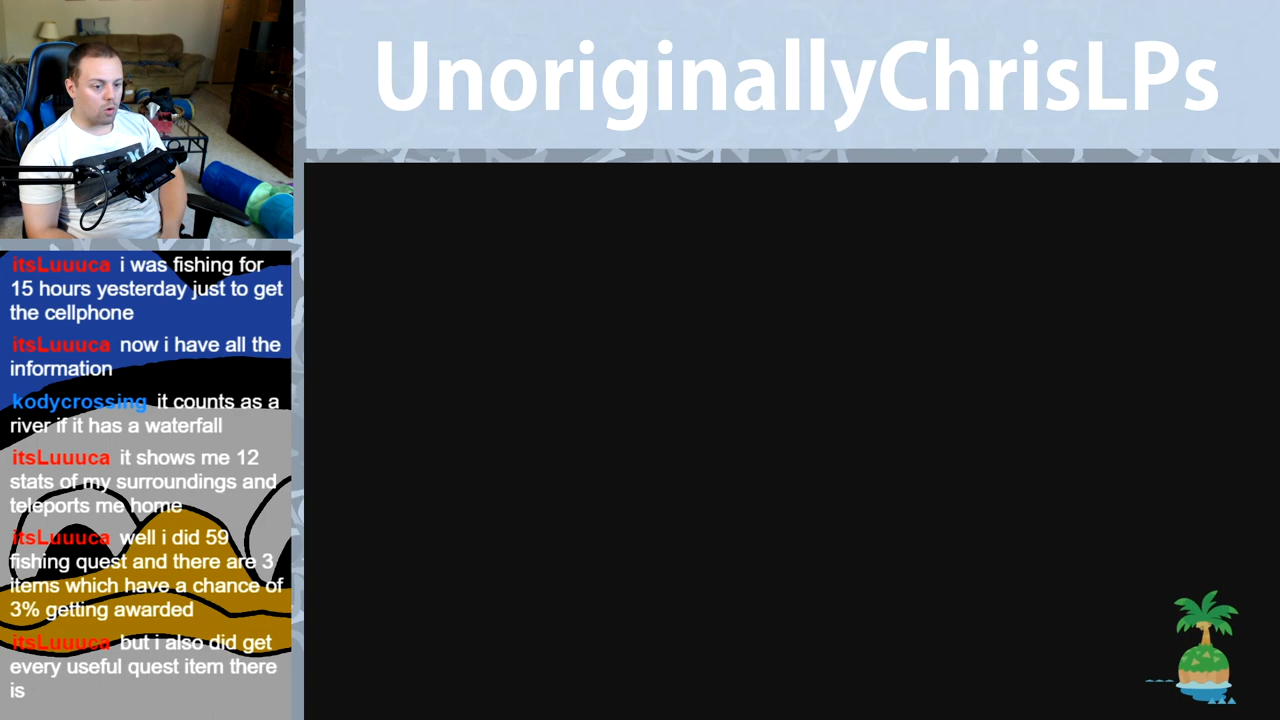 UnoriginallyChrisLPs
itsLuuuca i was fishing for
15 hours yesterday just to get
the cellphone
itsLuuuca now i have all the
information
kodycrossing it counts as a
river if it has a waterfall
itsLuuuca it shows me 12
stats of my surroundings and
teleports me home
itsLuuuca well i did 59
fishing quest and there are 3
items which have a chance of
3% getting awarded
itsLuuuca but i also did get
every useful quest item there
is